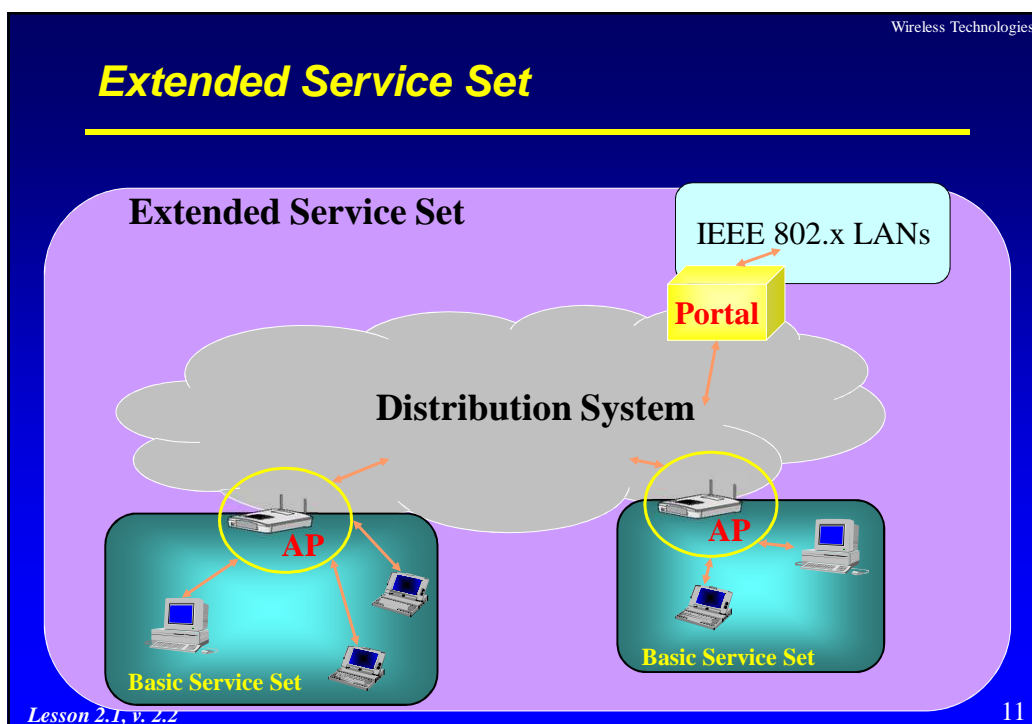 Wireless Technologies
Extended Service Set
Extended Service Set
IEEE 802.x LANs
Portal
Distribution System
AP
AP
Basic Service Set
Basic Service Set
Lesson 2.1, v. 2.2
11